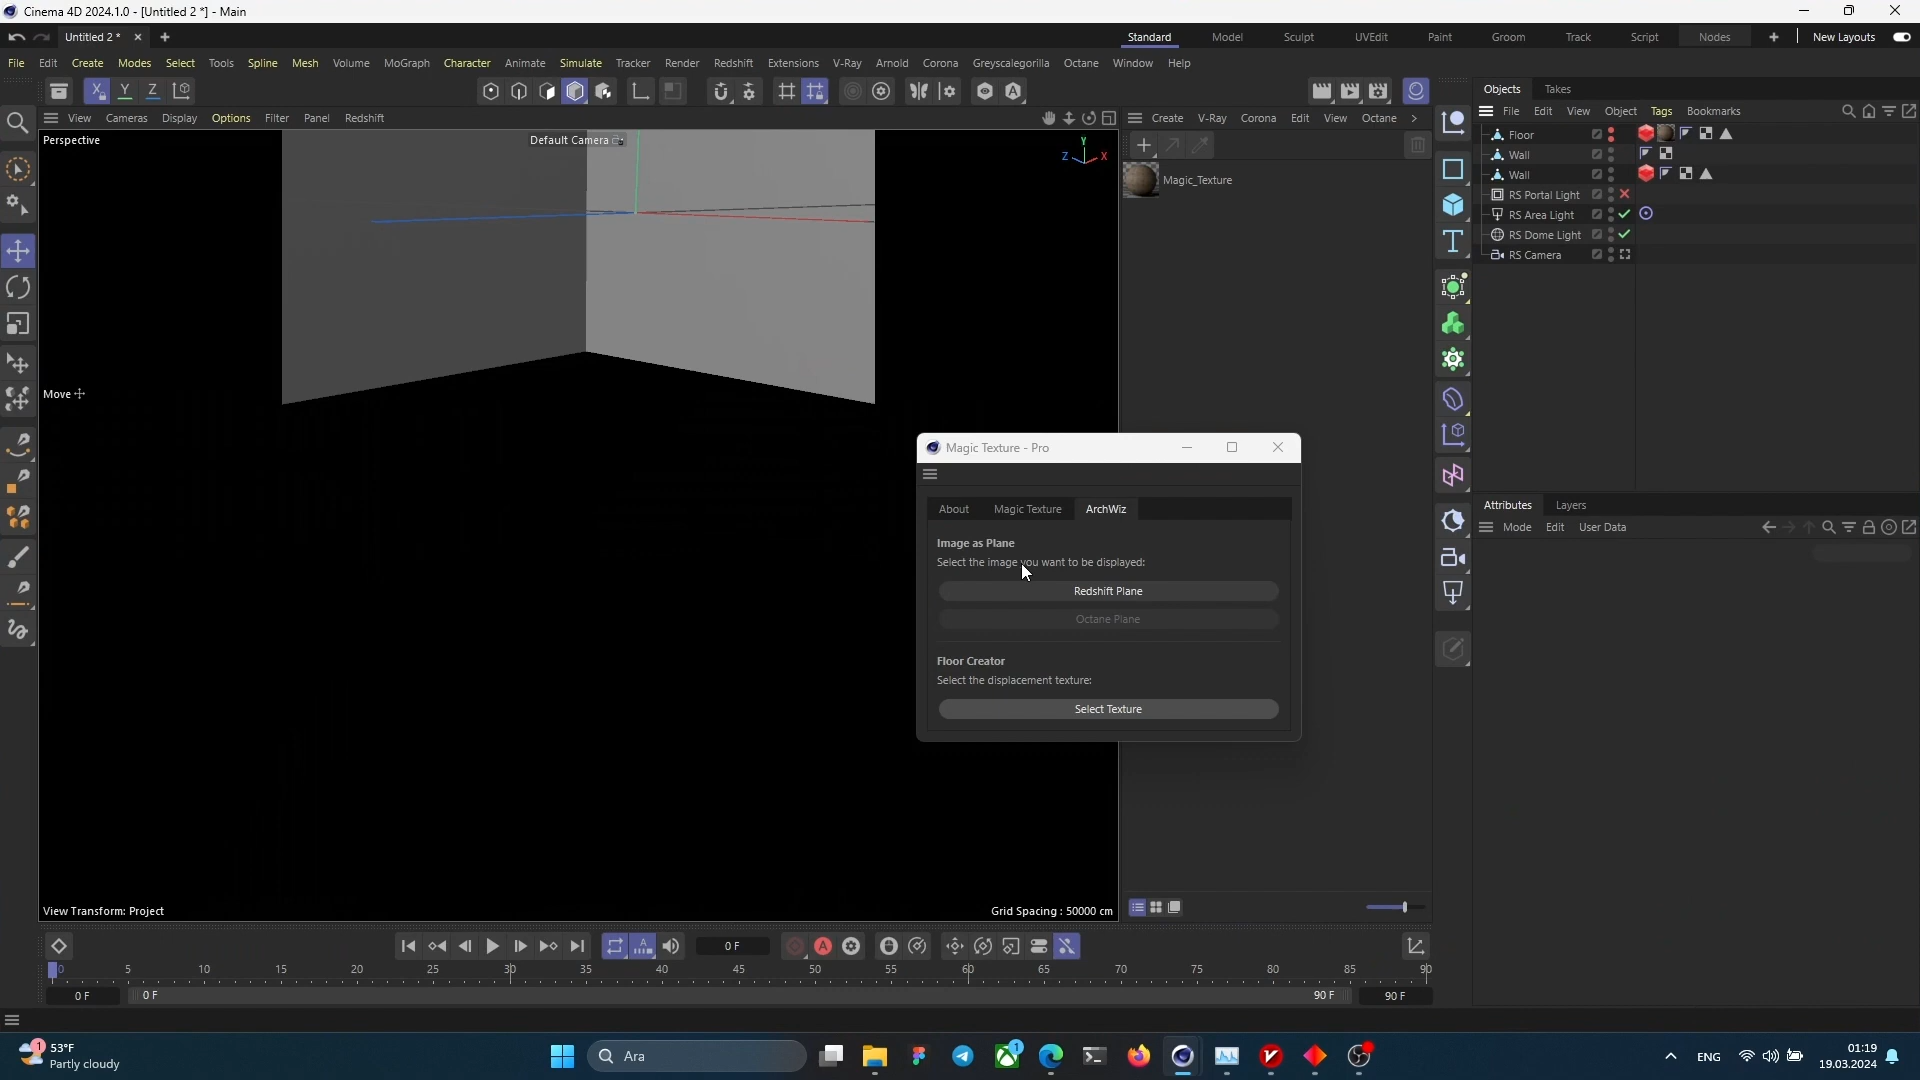 Cinema 4D 2024.1.0 - [Untitled 2 *] - Main
Untitled 2 *
Standard Model Sculpt UVEdit Paint Groom Track Script Nodes New Layouts
File Edit Create Modes Select Tools Spline Mesh Volume MoGraph Character Animate Simulate Tracker Render Redshift Extensions V-Ray Arnold Corona Greyscalegorilla Octane Window Help
X Y Z
Objects Takes
File Edit View Object Tags Bookmarks
View Cameras Display Options Filter Panel Redshift
Create V-Ray Corona Edit View Octane
Perspective
Default Camera
Y
Z X
Magic_Texture
Floor
Wall
Wall
RS Portal Light
RS Area Light
RS Dome Light
RS Camera
Move
Magic Texture - Pro
About Magic Texture ArchWiz
Image as Plane
Select the image you want to be displayed:
Redshift Plane
Octane Plane
Floor Creator
Select the displacement texture:
Select Texture
Attributes Layers
Mode Edit User Data
View Transform: Project
Grid Spacing : 50000 cm
0 F
0 5 10 15 20 25 30 35 40 45 50 55 60 65 70 75 80 85 90
0 F 0 F 90 F 90 F
1
53°F
Partly cloudy
Ara
1
ENG
01:19
19.03.2024